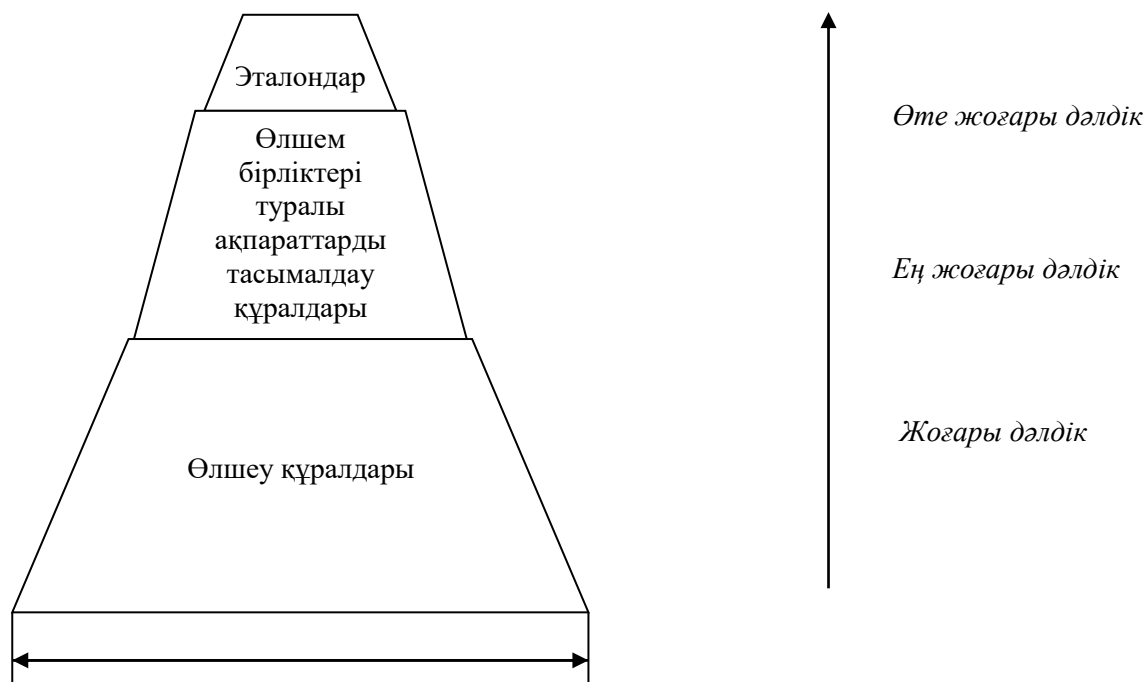 Эталондар
Өте жоғары дәлдік
Өлшем
бірліктері
туралы
ақпараттарды
тасымалдау
құралдары
Ең жоғары дәлдік
Жоғары дәлдік
Өлшеу құралдары